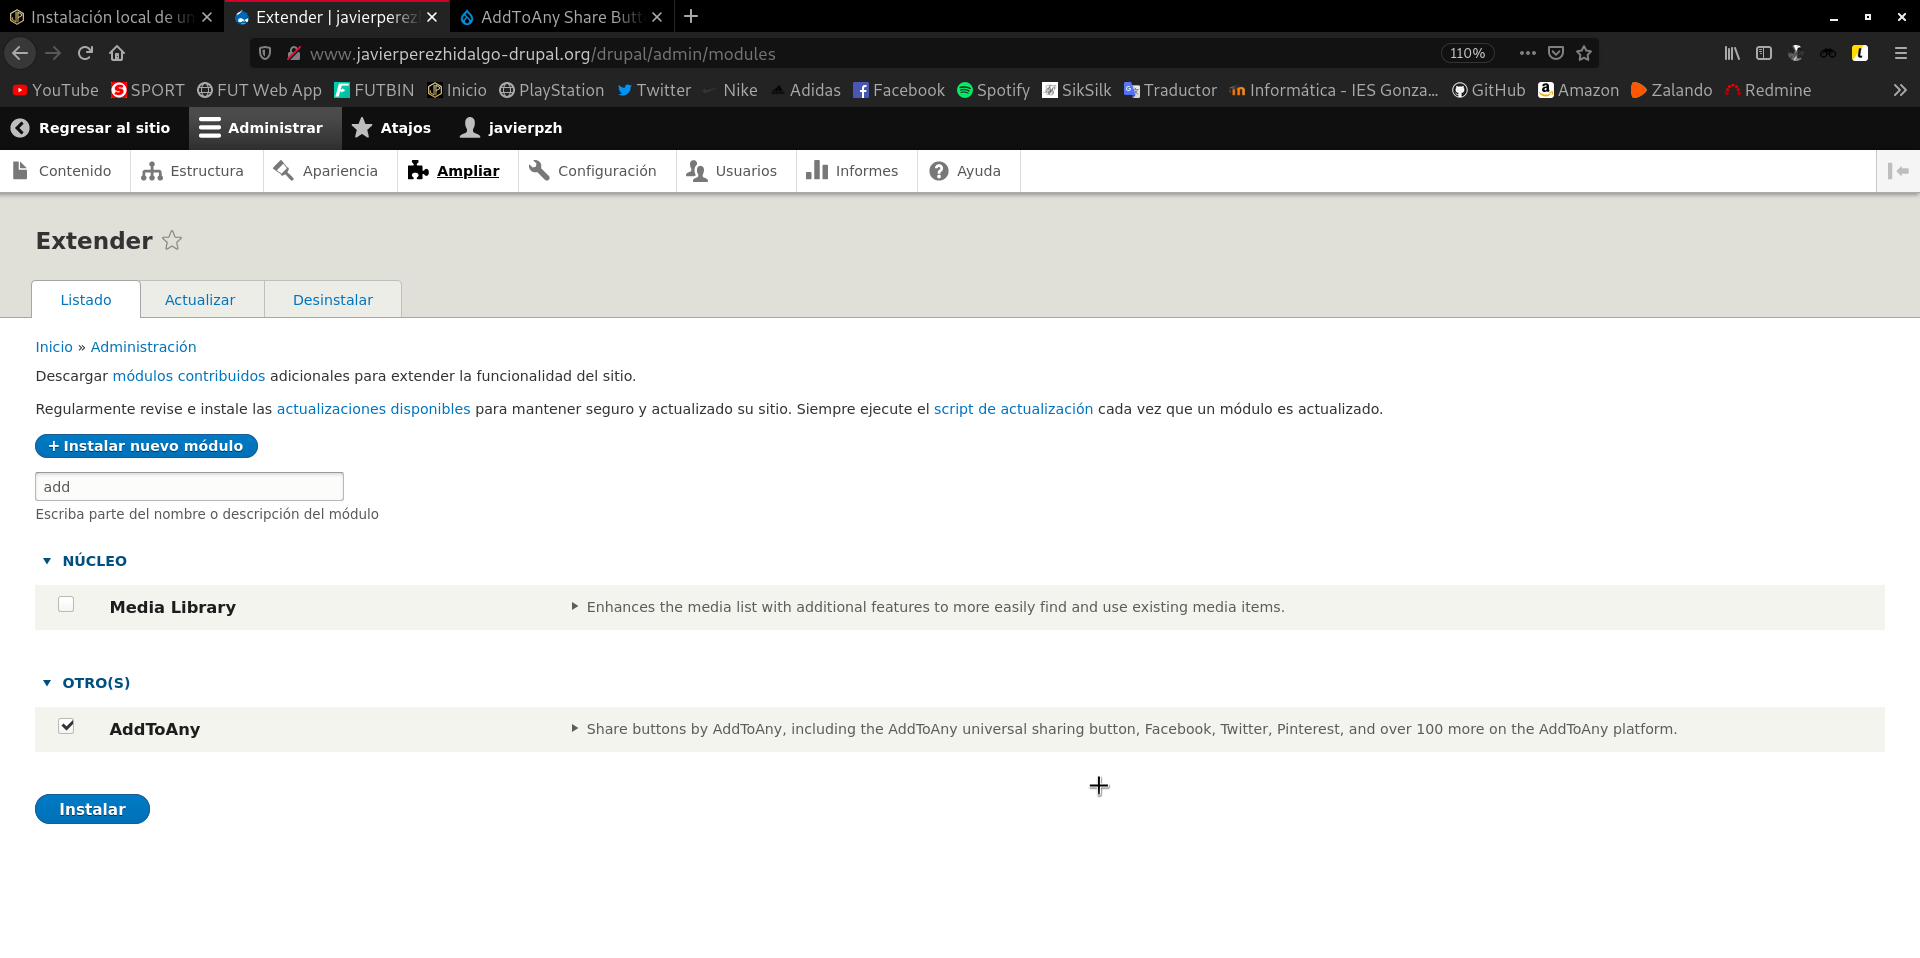 Instalación local de un
Extender | javierperez
AddToAny Share Butt
www.javierperezhidalgo-drupal.org/drupal/admin/modules
110%
YouTube SPORT FUT Web App FUTBIN Inicio PlayStation Twitter Nike Adidas Facebook Spotify SikSilk Traductor Informática - IES Gonza... GitHub Amazon Zalando Redmine
Regresar al sitio Administrar Atajos javierpzh
Contenido Estructura Apariencia Ampliar Configuración Usuarios Informes Ayuda
Extender
Listado Actualizar Desinstalar
Inicio » Administración
Descargar módulos contribuidos adicionales para extender la funcionalidad del sitio.
Regularmente revise e instale las actualizaciones disponibles para mantener seguro y actualizado su sitio. Siempre ejecute el script de actualización cada vez que un módulo es actualizado.
+ Instalar nuevo módulo
add
Escriba parte del nombre o descripción del módulo
NÚCLEO
Media Library Enhances the media list with additional features to more easily find and use existing media items.
OTRO(S)
AddToAny Share buttons by AddToAny, including the AddToAny universal sharing button, Facebook, Twitter, Pinterest, and over 100 more on the AddToAny platform.
Instalar